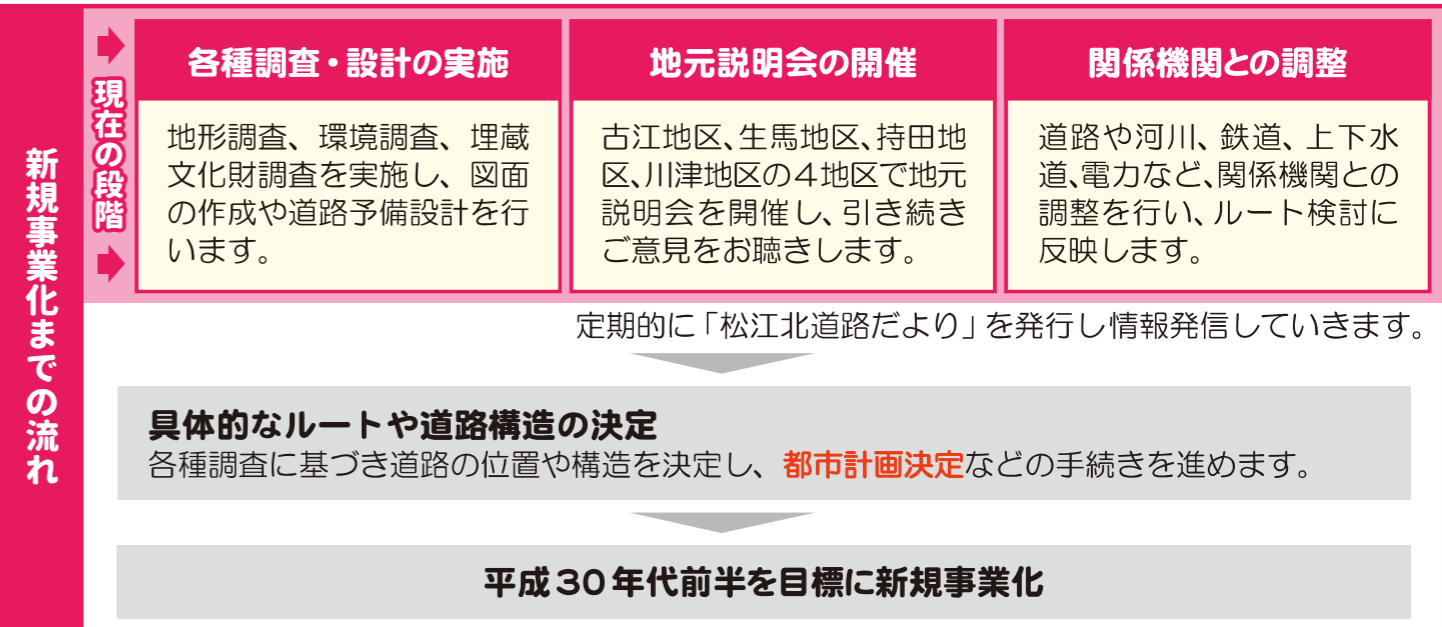 新規事業化までの流れ
現在の段階
各種調査・設計の実施
地形調査、環境調査、埋蔵
文化財調査を実施し、図面
の作成や道路予備設計を行
います。
地元説明会の開催
古江地区、生馬地区、持田地
区、川津地区の4地区で地元
説明会を開催し、引き続き
ご意見をお聴きします。
関係機関との調整
道路や河川、鉄道、上下水
道、電力など、関係機関との
調整を行い、ルート検討に
反映します。
定期的に「松江北道路だより」を発行し情報発信していきます。
具体的なルートや道路構造の決定
各種調査に基づき道路の位置や構造を決定し、都市計画決定などの手続きを進めます。
平成30年代前半を目標に新規事業化